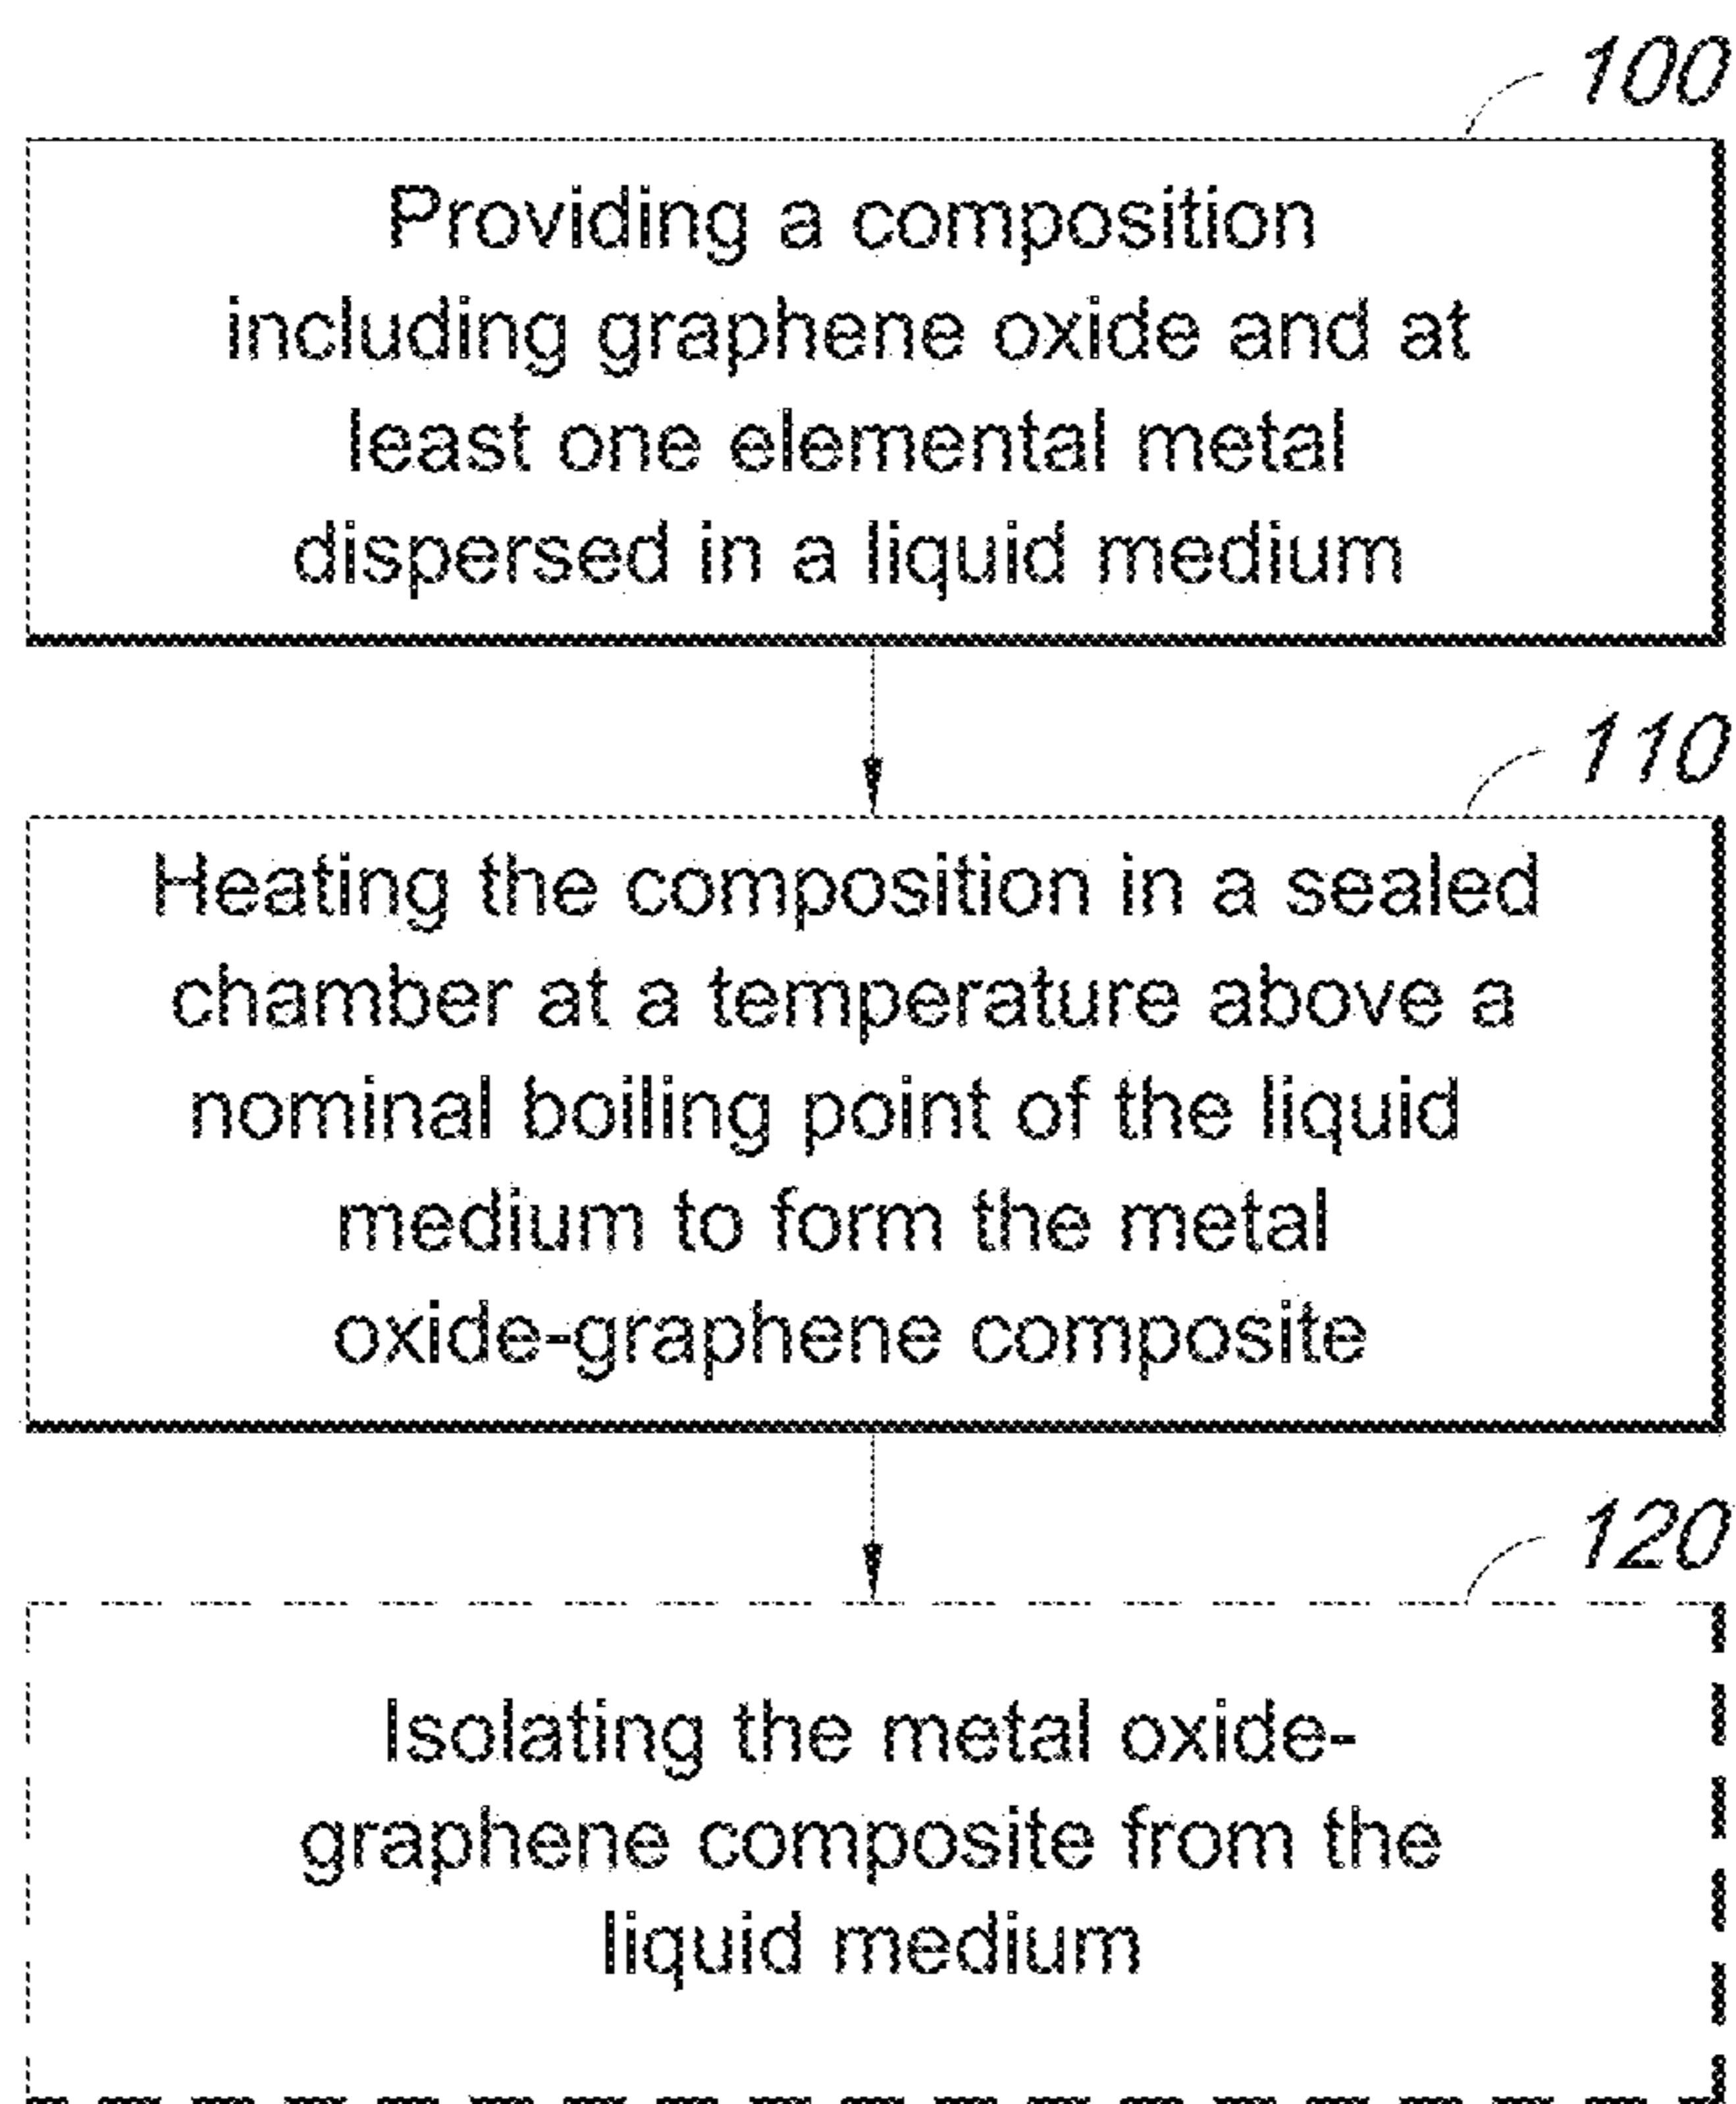 100
Providing a composition
including graphene oxide and at
least one elemental metal
dispersed in a liquid medium
110
Heating the composition in a sealed
chamber at a temperature above a
nominal boiling point of the liquid
medium to form the metal
oxide-graphene composite
120
Isolating the metal oxide-
graphene composite from the
liquid medium